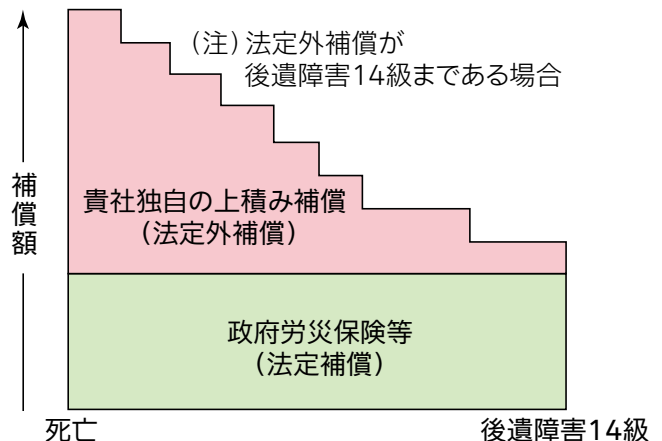 (注)法定外補償が
後遺障害14級まである場合
補償額
貴社独自の上積み補償
(法定外補償)
政府労災保険等
(法定補償)
死亡
後遺障害14級